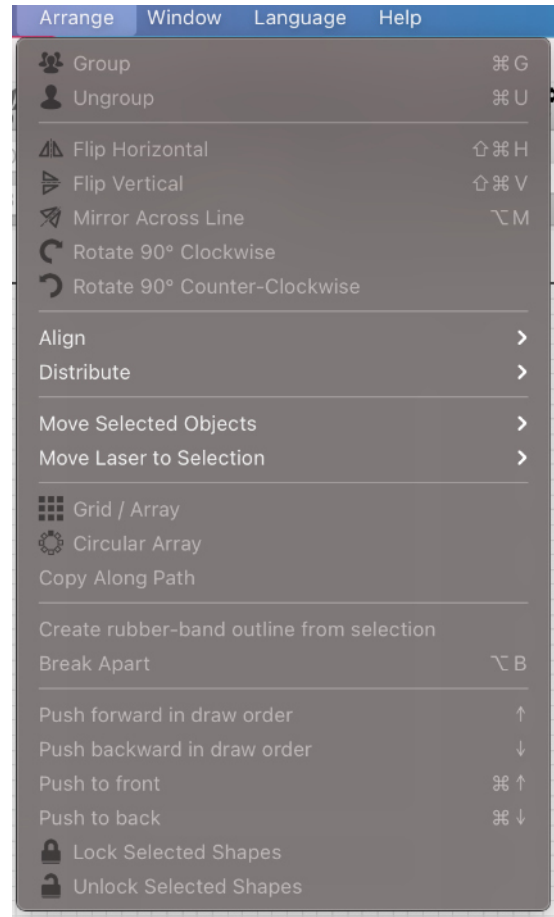 Arrange Window Language Help
Group ⌘G
Ungroup ⌘U
Flip Horizontal ⇧⌘H
Flip Vertical ⇧⌘V
Mirror Across Line ⌥M
Rotate 90° Clockwise
Rotate 90° Counter-Clockwise
Align
Distribute
Move Selected Objects
Move Laser to Selection
Grid / Array
Circular Array
Copy Along Path
Create rubber-band outline from selection
Break Apart ⌥B
Push forward in draw order ↑
Push backward in draw order ↓
Push to front ⌘↑
Push to back ⌘↓
Lock Selected Shapes
Unlock Selected Shapes